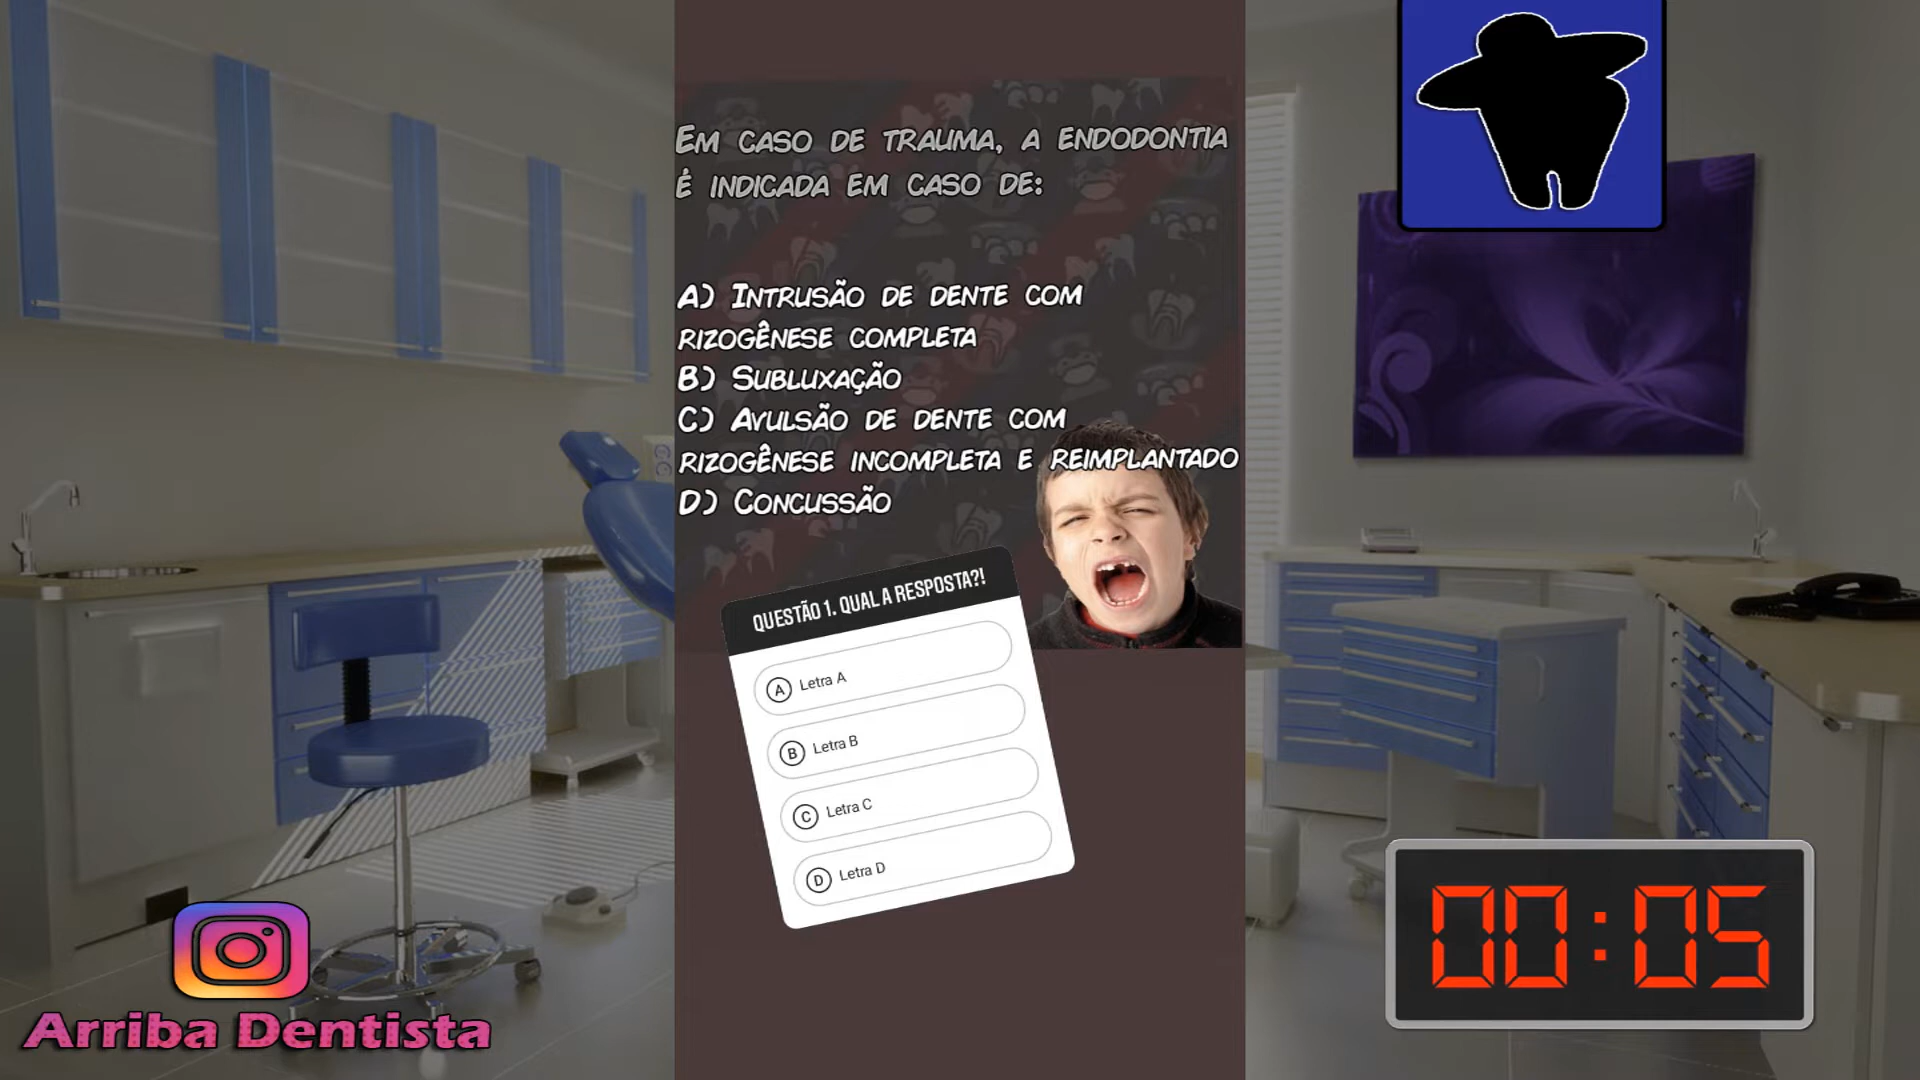 Em caso de trauma, a endodontia
é indicada em caso de:
A) Intrusão de dente com
rizogênese completa
B) Subluxação
C) Avulsão de dente com
rizogênese incompleta e reimplantado
D) Concussão
QUESTÃO 1. QUAL A RESPOSTA?!
A Letra A
B Letra B
C Letra C
D Letra D
00:05
Arriba Dentista